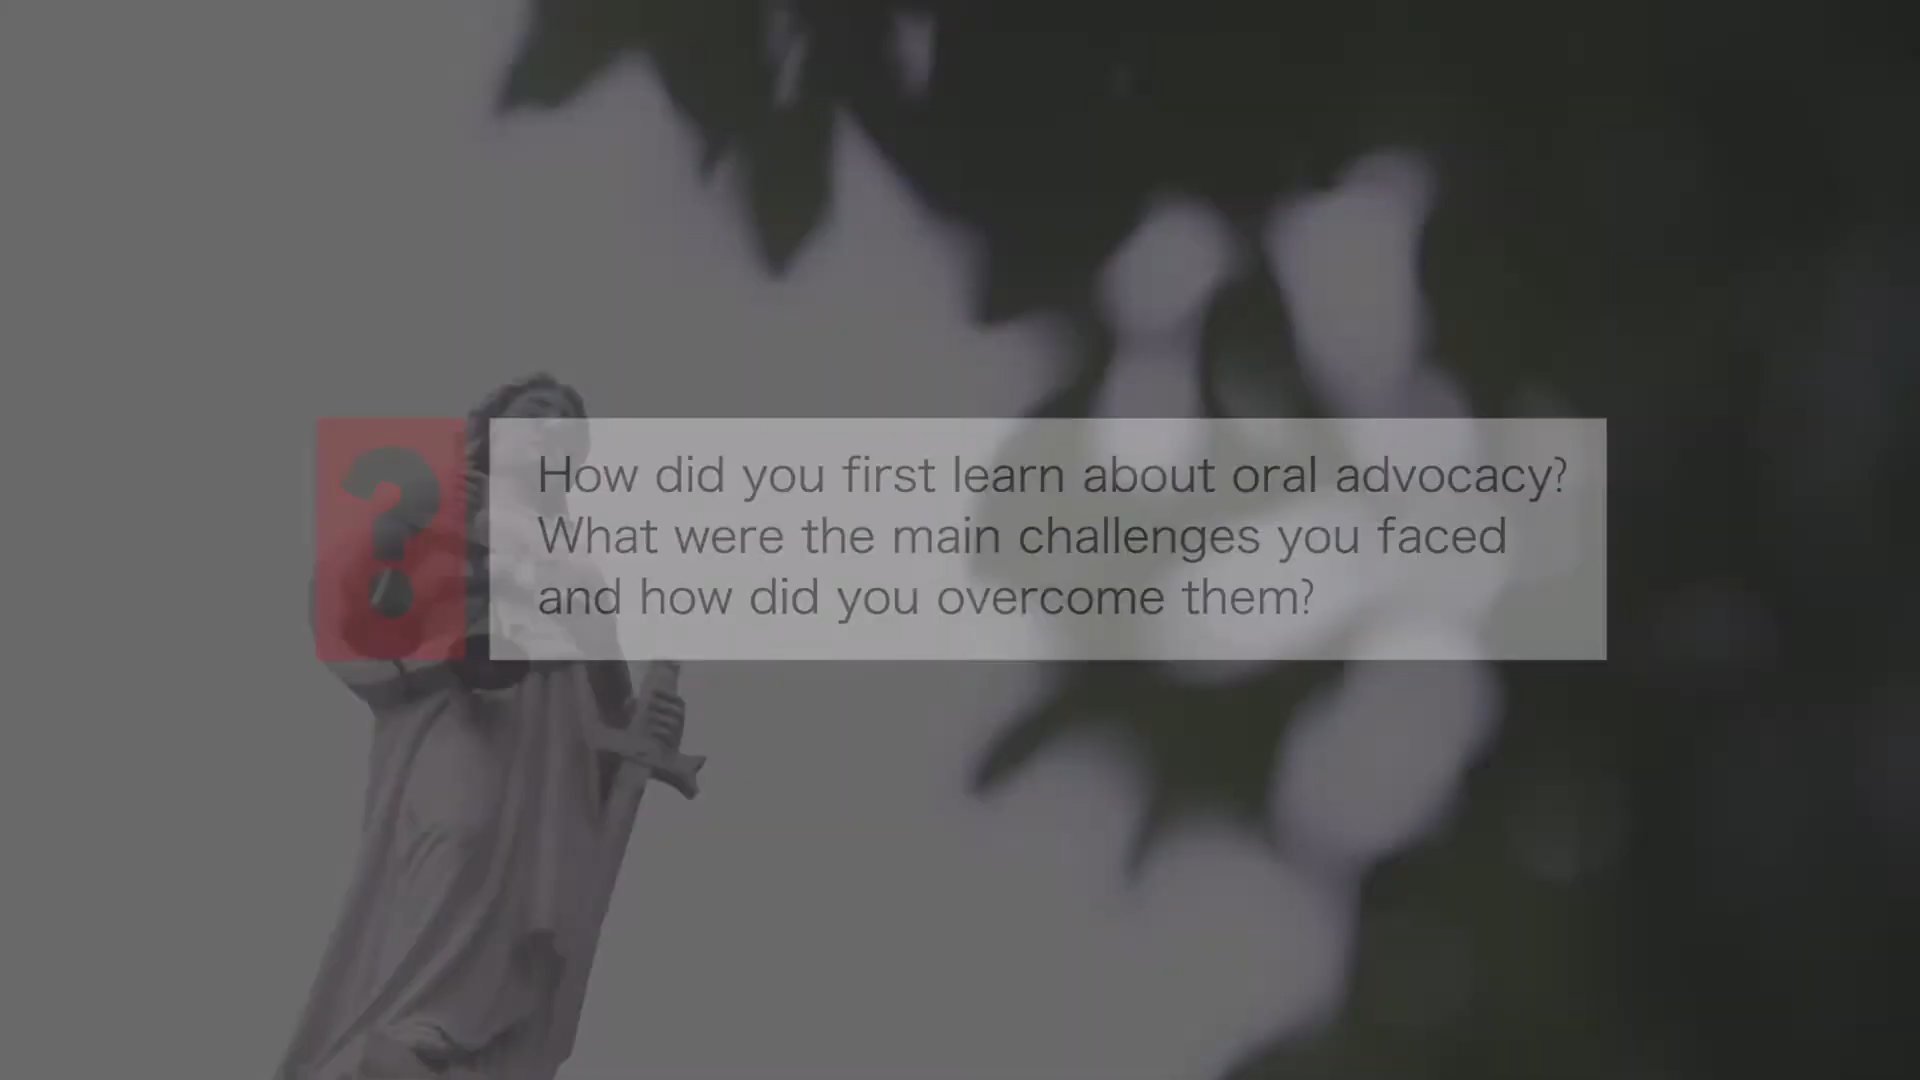 ?
How did you first learn about oral advocacy?
What were the main challenges you faced
and how did you overcome them?